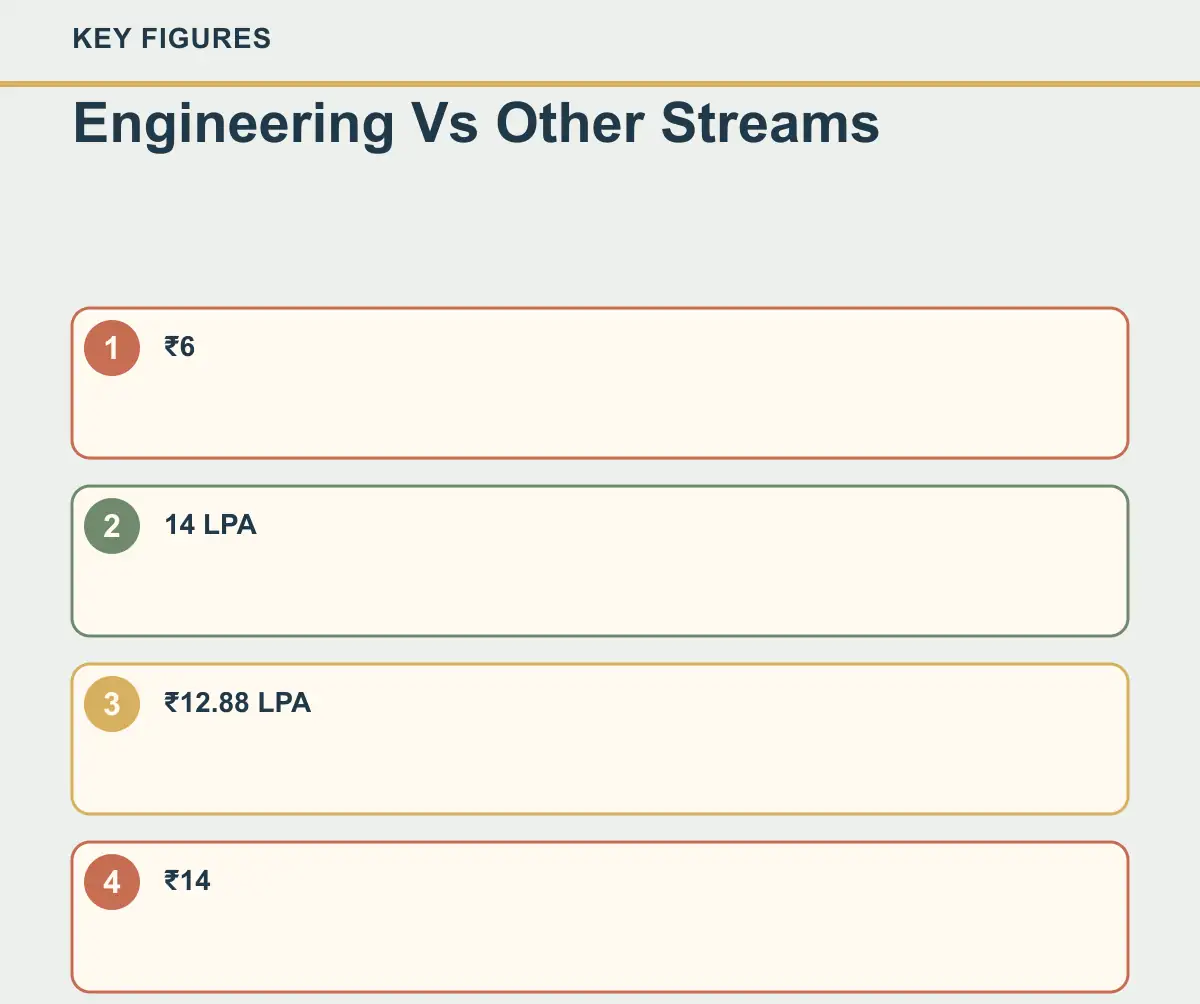 KEY FIGURES
Engineering Vs Other Streams
1 ₹6
2 14 LPA
3 ₹12.88 LPA
4 ₹14